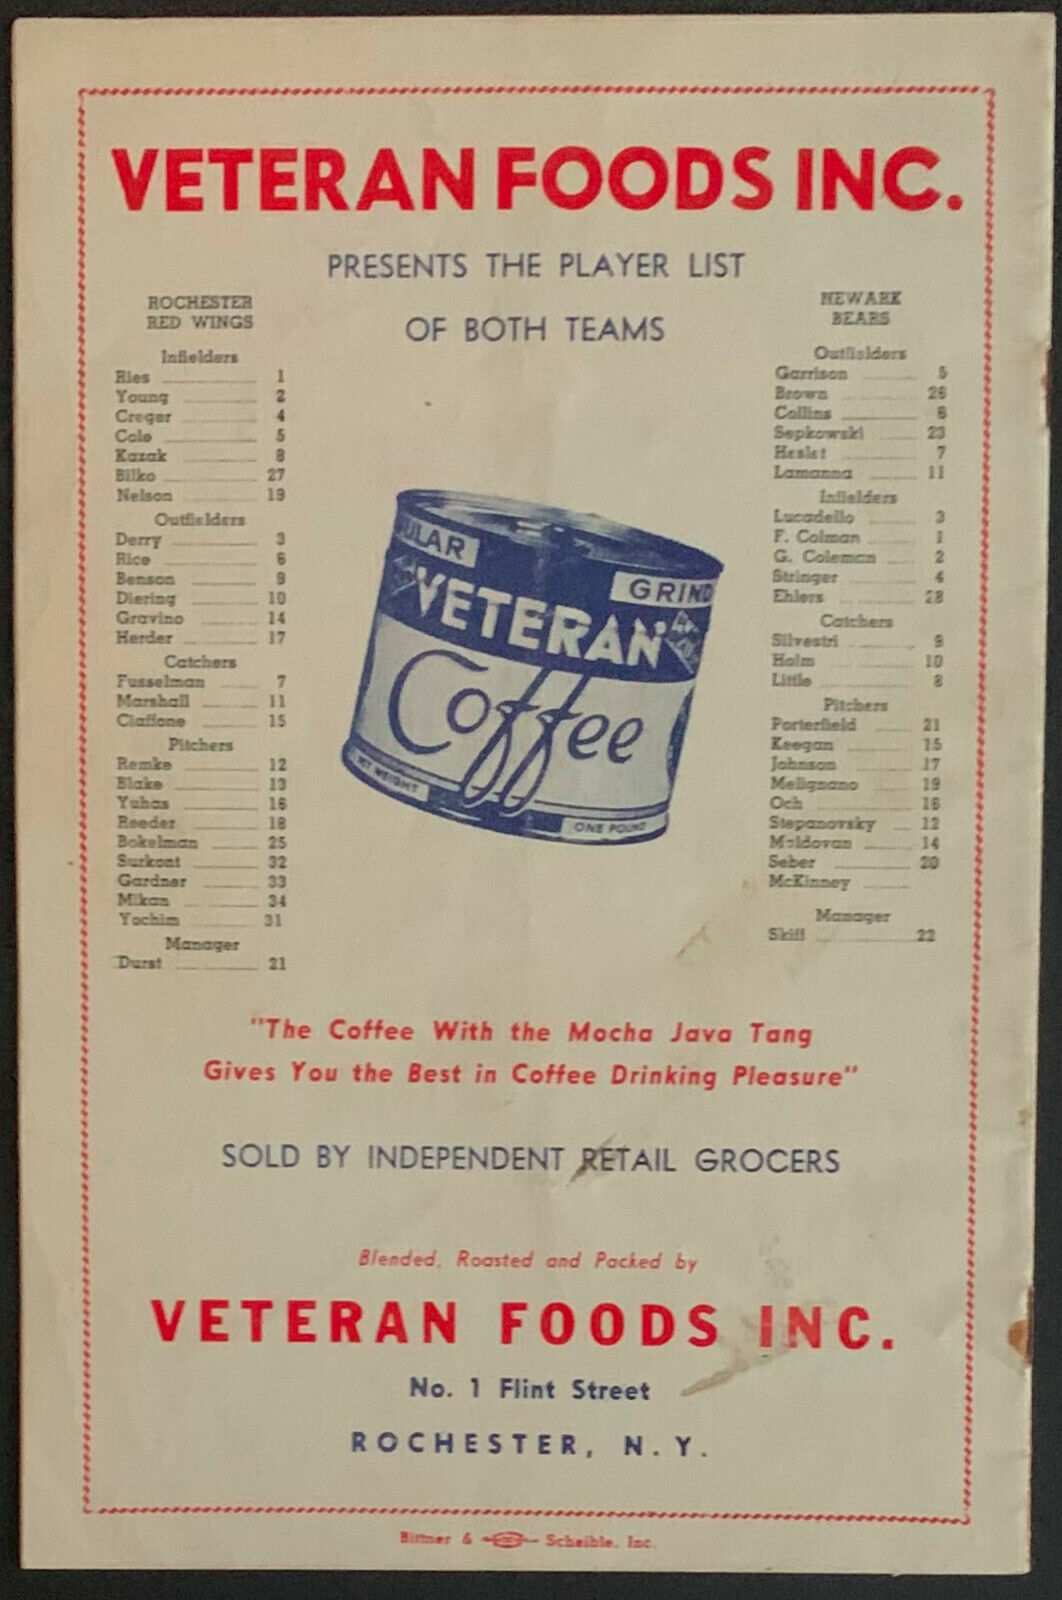 VETERAN FOODS INC.
PRESENTS THE PLAYER LIST
OF BOTH TEAMS
ROCHESTER
RED WINGS
Infielders
Ries 1
Young 2
Creger 4
Cole 5
Kazak 8
Bilko 27
Nelson 19
Outfielders
Derry 3
Rice 6
Benson 9
Diering 10
Gravino 14
Herder 17
Catchers
Fusselman 7
Marshall 11
Ciaffone 15
Pitchers
Remke 12
Blake 13
Yuhas 16
Reeder 18
Bokelman 25
Surkont 32
Gardner 33
Mikan 34
Yochim 31
Manager
Durst 21
NEWARK
BEARS
Outfielders
Garrison 5
Brown 26
Collins 6
Sepkowski 23
Heslet 7
Lamanna 11
Infielders
Lucadello 3
F. Colman 1
G. Coleman 2
Stringer 4
Ehlers 28
Catchers
Silvestri 9
Holm 10
Little 8
Pitchers
Porterfield 21
Keegan 15
Johnson 17
Melignano 19
Och 16
Stepanovsky 12
Moldovan 14
Seber 20
McKinney
Manager
Skiff 22
ULAR
GRIND
VETERAN
Coffee
NET WEIGHT
ONE POUND
"The Coffee With the Mocha Java Tang
Gives You the Best in Coffee Drinking Pleasure"
SOLD BY INDEPENDENT RETAIL GROCERS
Blended, Roasted and Packed by
VETERAN FOODS INC.
No. 1 Flint Street
ROCHESTER, N. Y.
Bittner & Scheible, Inc.